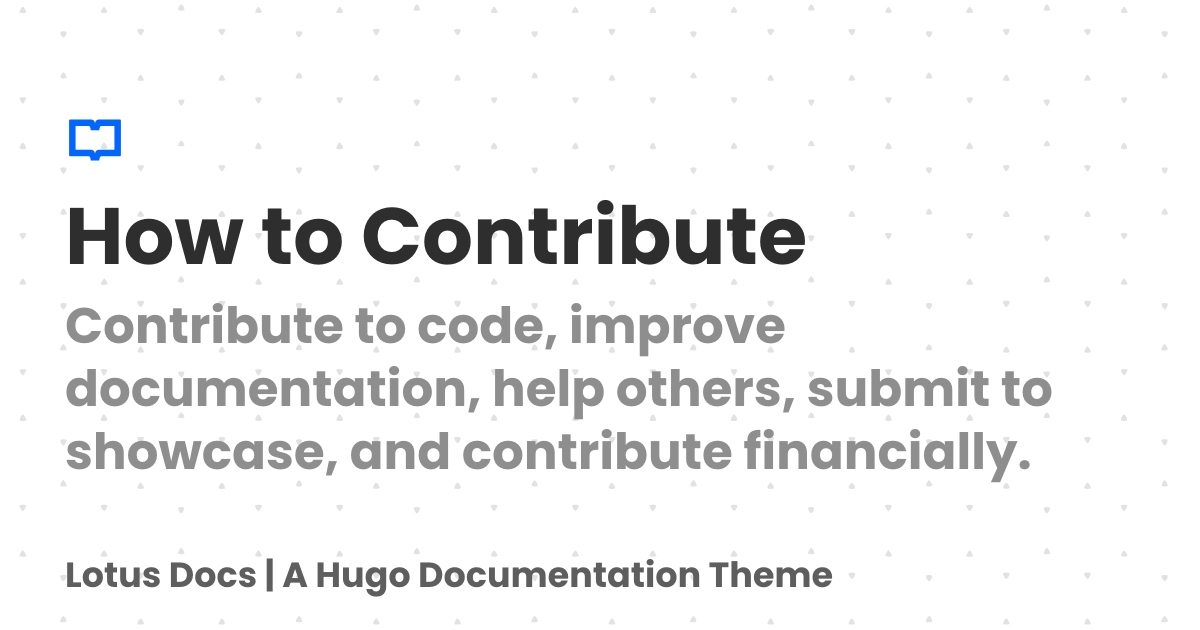 How to Contribute
Contribute to code, improve
documentation, help others, submit to
showcase, and contribute financially.
Lotus Docs | A Hugo Documentation Theme